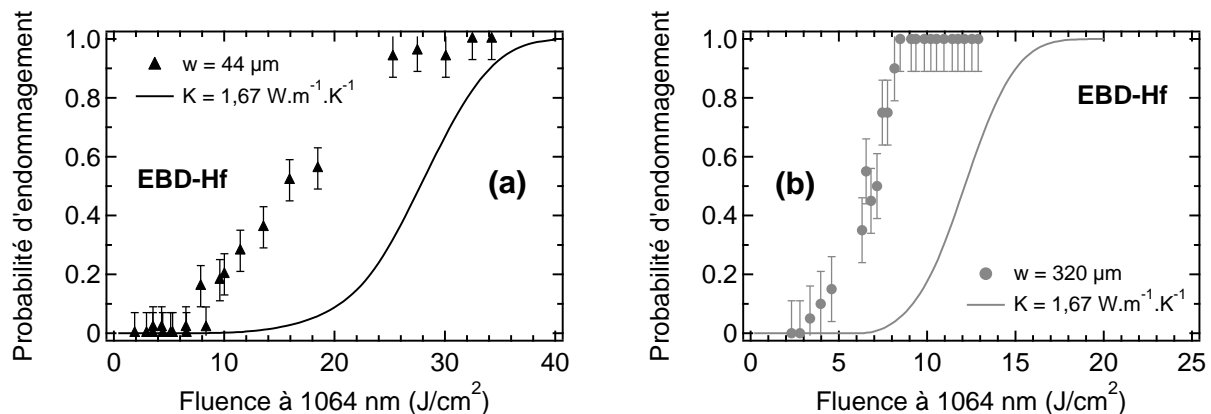 Probabilité d'endommagement
1.0
0.8
0.6
0.4
0.2
0
w = 44 µm
K = 1,67 W.m⁻¹.K⁻¹
EBD-Hf
(a)
0 10 20 30 40
Fluence à 1064 nm (J/cm²)
Probabilité d'endommagement
1.0
0.8
0.6
0.4
0.2
0
EBD-Hf
(b)
w = 320 µm
K = 1,67 W.m⁻¹.K⁻¹
0 5 10 15 20 25
Fluence à 1064 nm (J/cm²)